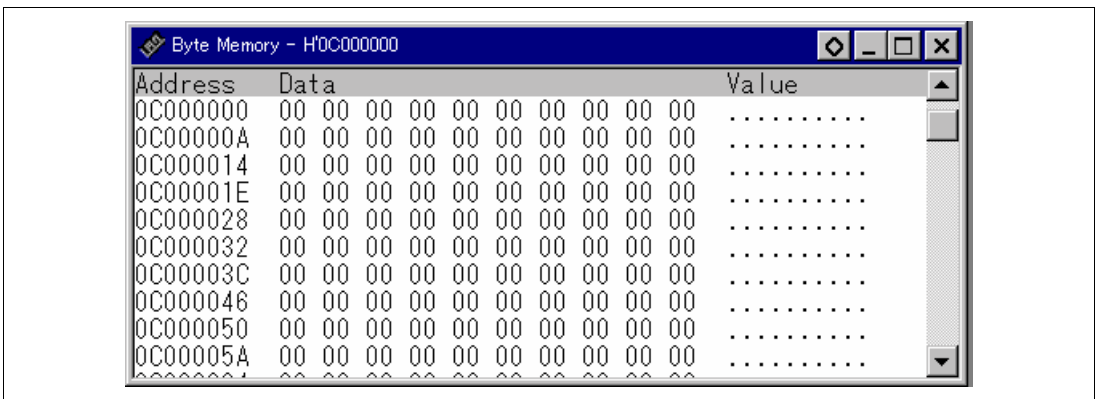 Byte Memory - H'0C000000
Address Data Value
0C000000 00 00 00 00 00 00 00 00 00 00 ..........
0C00000A 00 00 00 00 00 00 00 00 00 00 ..........
0C000014 00 00 00 00 00 00 00 00 00 00 ..........
0C00001E 00 00 00 00 00 00 00 00 00 00 ..........
0C000028 00 00 00 00 00 00 00 00 00 00 ..........
0C000032 00 00 00 00 00 00 00 00 00 00 ..........
0C00003C 00 00 00 00 00 00 00 00 00 00 ..........
0C000046 00 00 00 00 00 00 00 00 00 00 ..........
0C000050 00 00 00 00 00 00 00 00 00 00 ..........
0C00005A 00 00 00 00 00 00 00 00 00 00 ..........